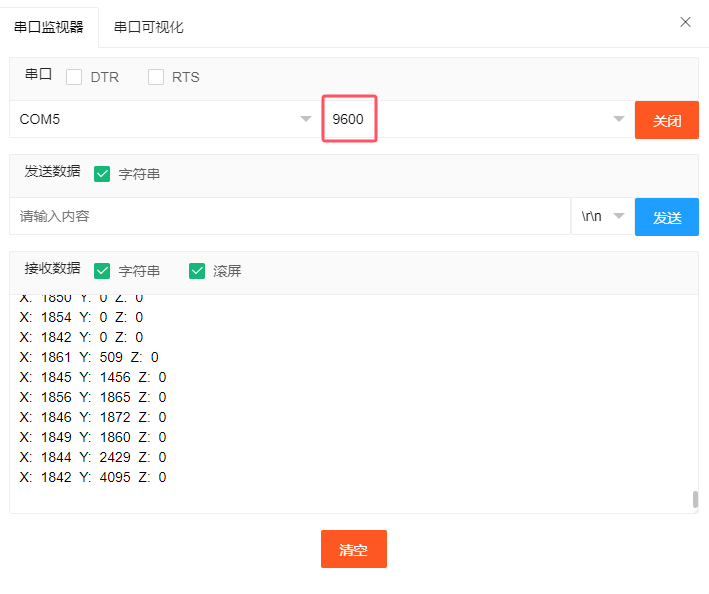 串口监视器 串口可视化
串口 DTR RTS
COM5 9600 关闭
发送数据 字符串
请输入内容 \r\n 发送
接收数据 字符串 滚屏
X: 1850 Y: 0 Z: 0
X: 1854 Y: 0 Z: 0
X: 1842 Y: 0 Z: 0
X: 1861 Y: 509 Z: 0
X: 1845 Y: 1456 Z: 0
X: 1856 Y: 1865 Z: 0
X: 1846 Y: 1872 Z: 0
X: 1849 Y: 1860 Z: 0
X: 1844 Y: 2429 Z: 0
X: 1842 Y: 4095 Z: 0
清空